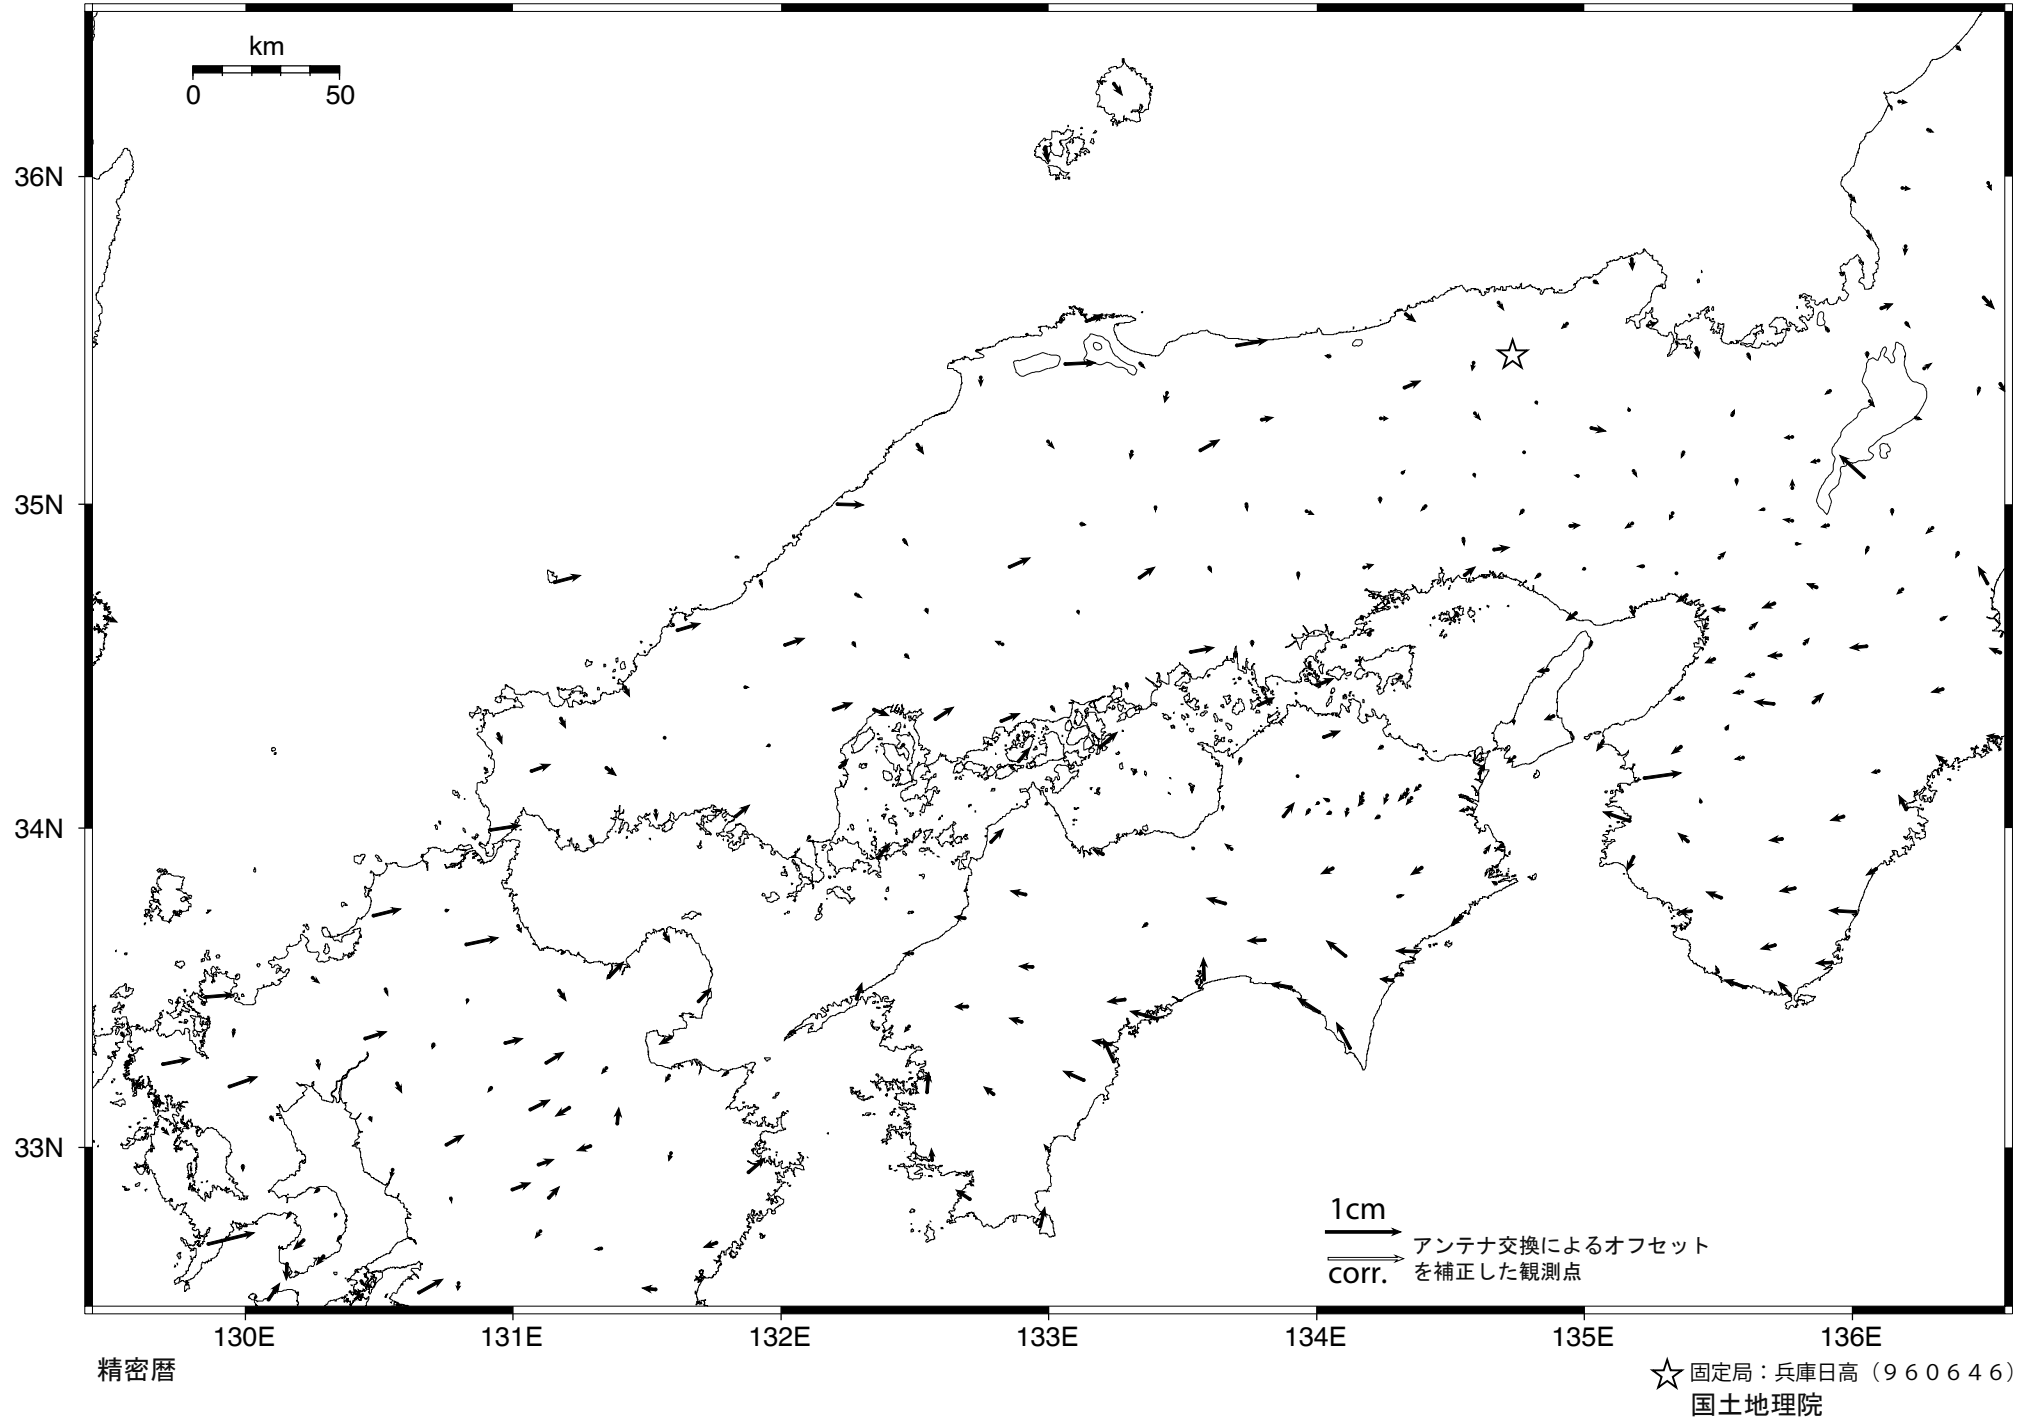 km
0 50
36N
35N
34N
33N
1cm
アンテナ交換によるオフセット
corr. を補正した観測点
130E 131E 132E 133E 134E 135E 136E
精密暦
☆ 固定局：兵庫日高（９６０６４６）
国土地理院